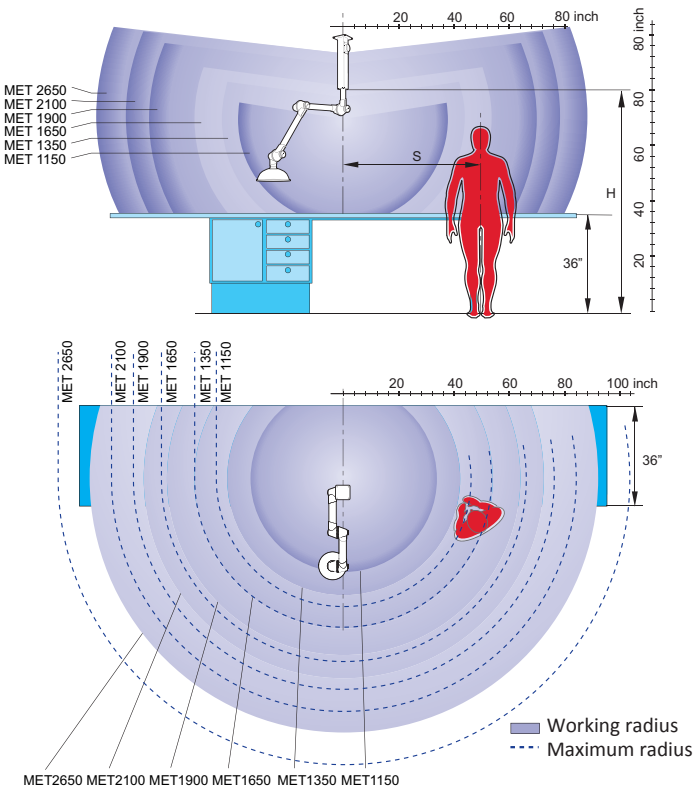 20 40 60 80 inch
80 inch
MET 2650
MET 2100
MET 1900
MET 1650
MET 1350
MET 1150
80
60
40
20
S
H
36"
MET 2650
MET 2100
MET 1900
MET 1650
MET 1350
MET 1150
20 40 60 80 100 inch
36"
Working radius
Maximum radius
MET2650 MET2100 MET1900 MET1650 MET1350 MET1150